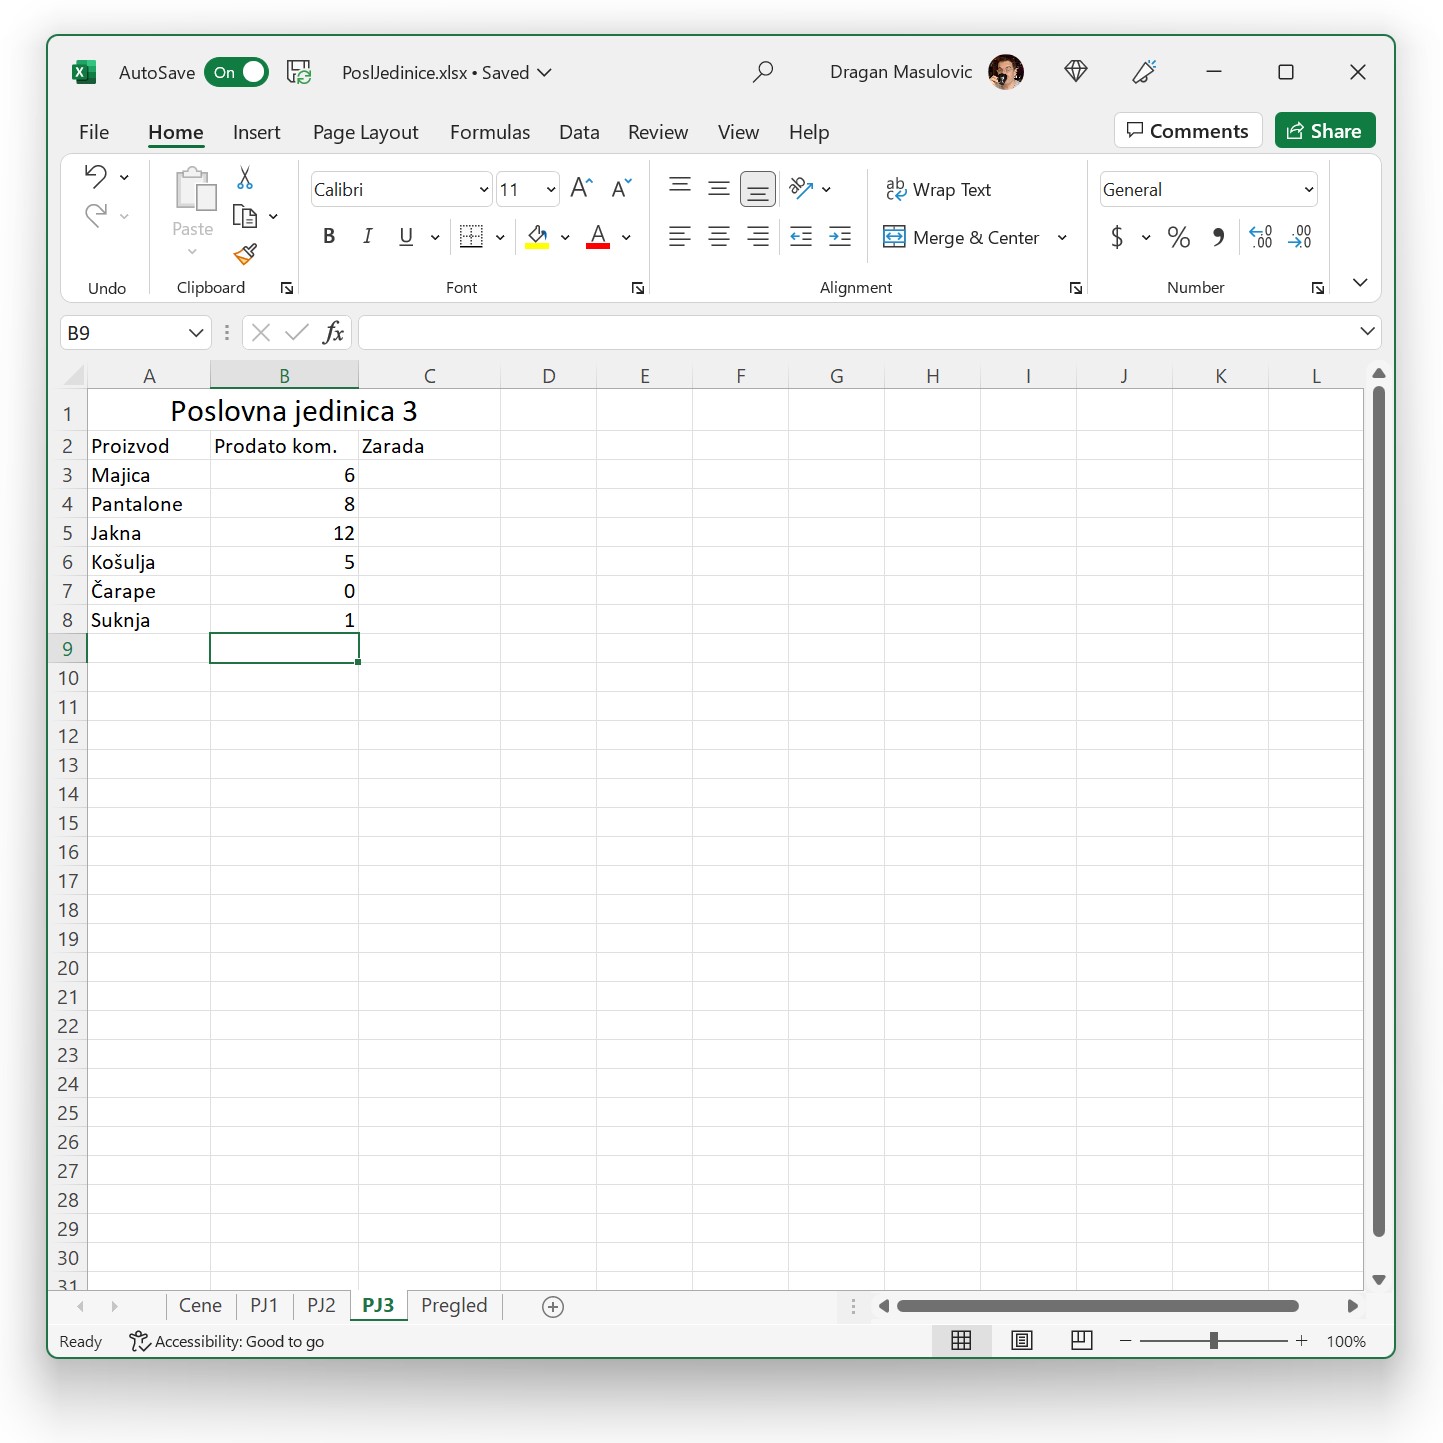 AutoSave On PoslJedinice.xlsx • Saved Dragan Masulovic
File Home Insert Page Layout Formulas Data Review View Help Comments Share
Calibri 11 ab Wrap Text General
Paste B I U A Merge & Center $ % 9 .00 .00
Undo Clipboard Font Alignment Number
B9 fx
A B C D E F G H I J K L
1 Poslovna jedinica 3
2 Proizvod Prodato kom. Zarada
3 Majica 6
4 Pantalone 8
5 Jakna 12
6 Košulja 5
7 Čarape 0
8 Suknja 1
9
10
11
12
13
14
15
16
17
18
19
20
21
22
23
24
25
26
27
28
29
30
31
Cene PJ1 PJ2 PJ3 Pregled
Ready Accessibility: Good to go 100%